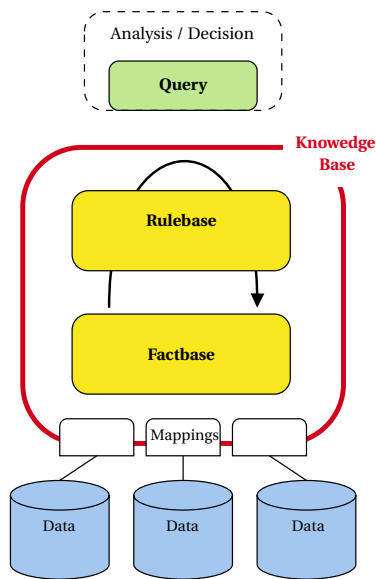 Analysis / Decision
Query
Knowedge
Base
Rulebase
Factbase
Mappings
Data
Data
Data